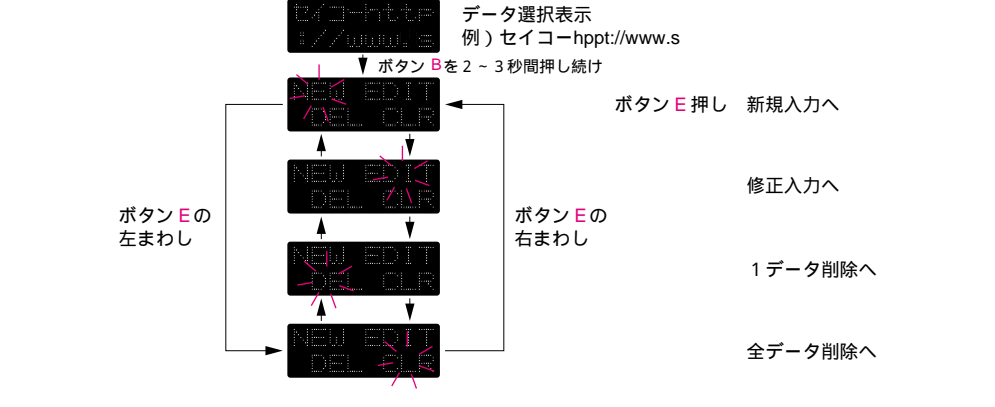 セイコーhttp
://www.s
データ選択表示
例）セイコーhppt://www.s
ボタン Bを2～3秒間押し続け
NEW EDIT
DEL CLR
ボタン E 押し 新規入力へ
NEW EDIT
DEL CLR
修正入力へ
ボタン Eの
左まわし
ボタン Eの
右まわし
NEW EDIT
DEL CLR
1データ削除へ
NEW EDIT
DEL CLR
全データ削除へ